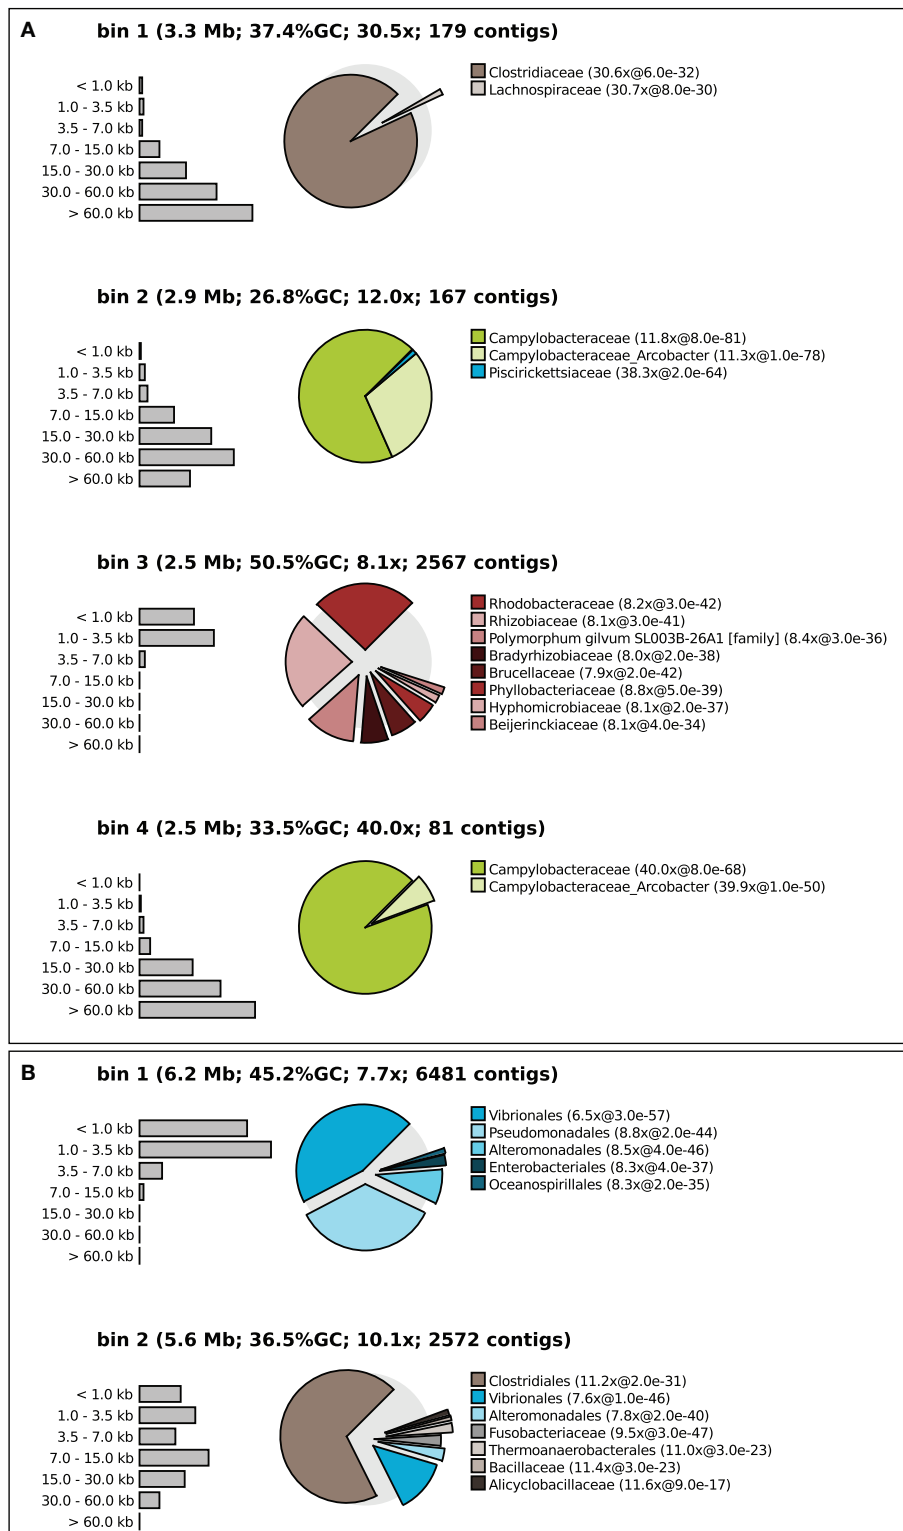 A
bin 1 (3.3 Mb; 37.4%GC; 30.5x; 179 contigs)
< 1.0 kb
1.0 - 3.5 kb
3.5 - 7.0 kb
7.0 - 15.0 kb
15.0 - 30.0 kb
30.0 - 60.0 kb
> 60.0 kb
Clostridiaceae (30.6x@6.0e-32)
Lachnospiraceae (30.7x@8.0e-30)
bin 2 (2.9 Mb; 26.8%GC; 12.0x; 167 contigs)
< 1.0 kb
1.0 - 3.5 kb
3.5 - 7.0 kb
7.0 - 15.0 kb
15.0 - 30.0 kb
30.0 - 60.0 kb
> 60.0 kb
Campylobacteraceae (11.8x@8.0e-81)
Campylobacteraceae_Arcobacter (11.3x@1.0e-78)
Piscirickettsiaceae (38.3x@2.0e-64)
bin 3 (2.5 Mb; 50.5%GC; 8.1x; 2567 contigs)
< 1.0 kb
1.0 - 3.5 kb
3.5 - 7.0 kb
7.0 - 15.0 kb
15.0 - 30.0 kb
30.0 - 60.0 kb
> 60.0 kb
Rhodobacteraceae (8.2x@3.0e-42)
Rhizobiaceae (8.1x@3.0e-41)
Polymorphum gilvum SL003B-26A1 [family] (8.4x@3.0e-36)
Bradyrhizobiaceae (8.0x@2.0e-38)
Brucellaceae (7.9x@2.0e-42)
Phyllobacteriaceae (8.8x@5.0e-39)
Hyphomicrobiaceae (8.1x@2.0e-37)
Beijerinckiaceae (8.1x@4.0e-34)
bin 4 (2.5 Mb; 33.5%GC; 40.0x; 81 contigs)
< 1.0 kb
1.0 - 3.5 kb
3.5 - 7.0 kb
7.0 - 15.0 kb
15.0 - 30.0 kb
30.0 - 60.0 kb
> 60.0 kb
Campylobacteraceae (40.0x@8.0e-68)
Campylobacteraceae_Arcobacter (39.9x@1.0e-50)
B
bin 1 (6.2 Mb; 45.2%GC; 7.7x; 6481 contigs)
< 1.0 kb
1.0 - 3.5 kb
3.5 - 7.0 kb
7.0 - 15.0 kb
15.0 - 30.0 kb
30.0 - 60.0 kb
> 60.0 kb
Vibrionales (6.5x@3.0e-57)
Pseudomonadales (8.8x@2.0e-44)
Alteromonadales (8.5x@4.0e-46)
Enterobacteriales (8.3x@4.0e-37)
Oceanospirillales (8.3x@2.0e-35)
bin 2 (5.6 Mb; 36.5%GC; 10.1x; 2572 contigs)
< 1.0 kb
1.0 - 3.5 kb
3.5 - 7.0 kb
7.0 - 15.0 kb
15.0 - 30.0 kb
30.0 - 60.0 kb
> 60.0 kb
Clostridiales (11.2x@2.0e-31)
Vibrionales (7.6x@1.0e-46)
Alteromonadales (7.8x@2.0e-40)
Fusobacteriaceae (9.5x@3.0e-47)
Thermoanaerobacterales (11.0x@3.0e-23)
Bacillaceae (11.4x@3.0e-23)
Alicyclobacillaceae (11.6x@9.0e-17)